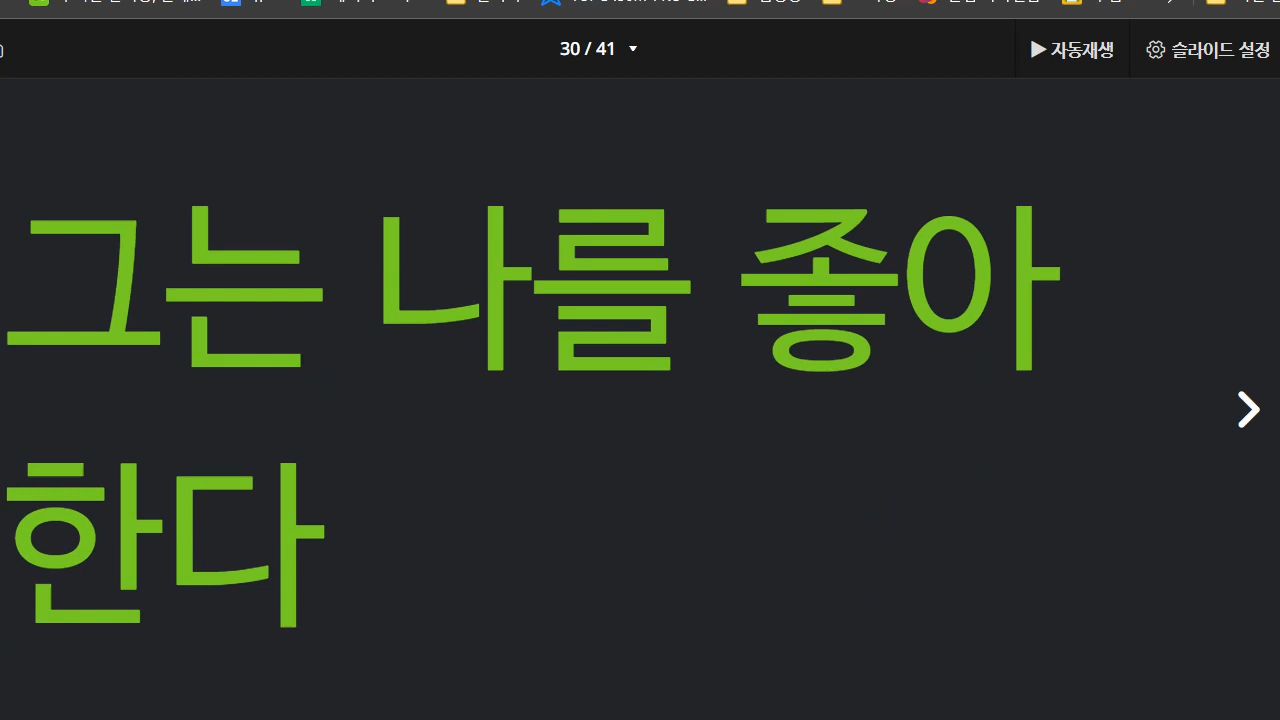 30 / 41
자동재생
슬라이드 설정
그는 나를 좋아
한다